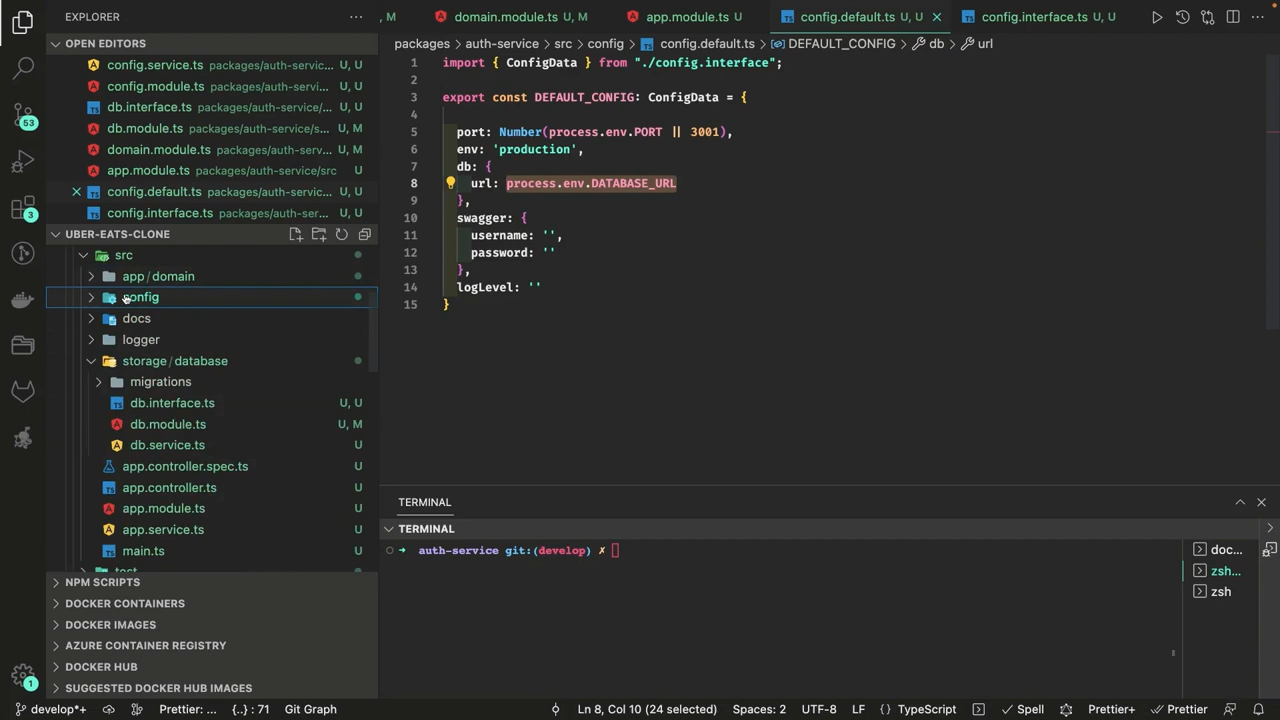 EXPLORER
OPEN EDITORS
config.service.ts packages/auth-servic... U, U
config.module.ts packages/auth-servi... U, U
db.interface.ts packages/auth-service/... U, U
db.module.ts packages/auth-service/s... U, M
domain.module.ts packages/auth-serv... U, M
app.module.ts packages/auth-service/src U
config.default.ts packages/auth-servic... U, U
config.interface.ts packages/auth-ser... U, U
UBER-EATS-CLONE
src
app / domain
config
docs
logger
storage / database
migrations
db.interface.ts U, U
db.module.ts U, M
db.service.ts U
app.controller.spec.ts U
app.controller.ts U
app.module.ts U
app.service.ts U
main.ts U
test
NPM SCRIPTS
DOCKER CONTAINERS
DOCKER IMAGES
AZURE CONTAINER REGISTRY
DOCKER HUB
SUGGESTED DOCKER HUB IMAGES
53
3
1
, M domain.module.ts U, M app.module.ts U config.default.ts U, U config.interface.ts U, U
packages > auth-service > src > config > config.default.ts > DEFAULT_CONFIG > db > url
1 import { ConfigData } from "./config.interface";
2
3 export const DEFAULT_CONFIG: ConfigData = {
4
5 port: Number(process.env.PORT || 3001),
6 env: 'production',
7 db: {
8 url: process.env.DATABASE_URL
9 },
10 swagger: {
11 username: '',
12 password: ''
13 },
14 logLevel: ''
15 }
TERMINAL
TERMINAL
auth-service git:(develop) ✗
doc...
zsh...
zsh
develop*+ Prettier: ... {..} : 71 Git Graph Ln 8, Col 10 (24 selected) Spaces: 2 UTF-8 LF TypeScript Spell Prettier+ Prettier